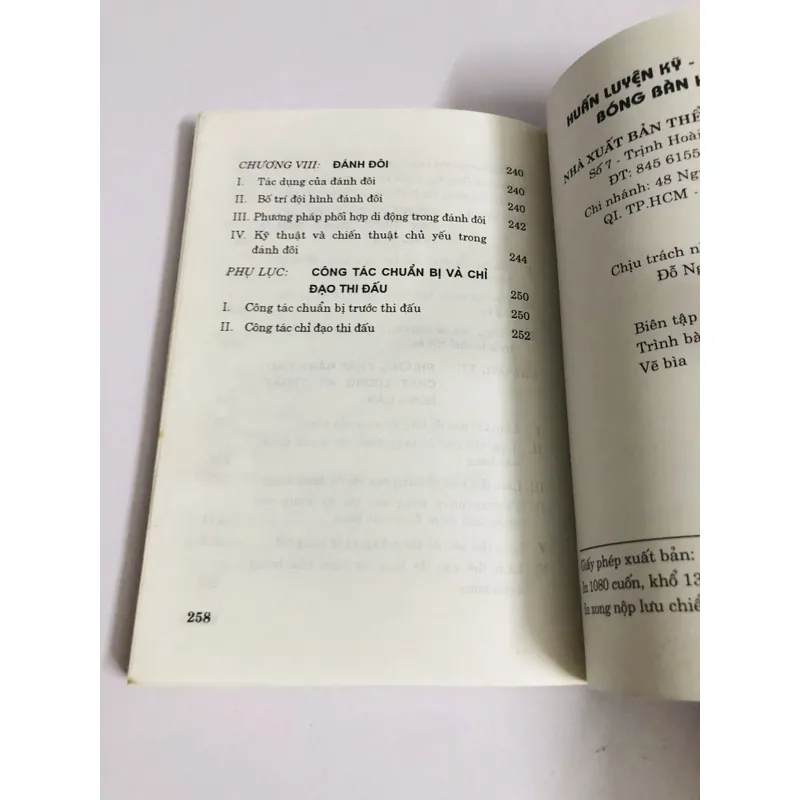 CHƯƠNG VIII: ĐÁNH ĐÔI 240
I. Tác dụng của đánh đôi 240
II. Bố trí đội hình đánh đôi 240
III. Phương pháp phối hợp di động trong đánh đôi 242
IV. Kỹ thuật và chiến thuật chủ yếu trong
đánh đôi 244
PHỤ LỤC: CÔNG TÁC CHUẨN BỊ VÀ CHỈ
ĐẠO THI ĐẤU 250
I. Công tác chuẩn bị trước thi đấu 250
II. Công tác chỉ đạo thi đấu 252
258
HUẤN LUYỆN KỸ -
BÓNG BÀN
NHÀ XUẤT BẢN THỂ
Số 7 - Trịnh Hoài
ĐT: 845 6155
Chi nhánh: 48
QI. TP.HCM -
Chịu trách
Đỗ
Biên tập
Trình
Vẽ bìa
Giấy phép xuất bản:
In 1080 cuốn, khổ 13
In xong nộp lưu chiểu